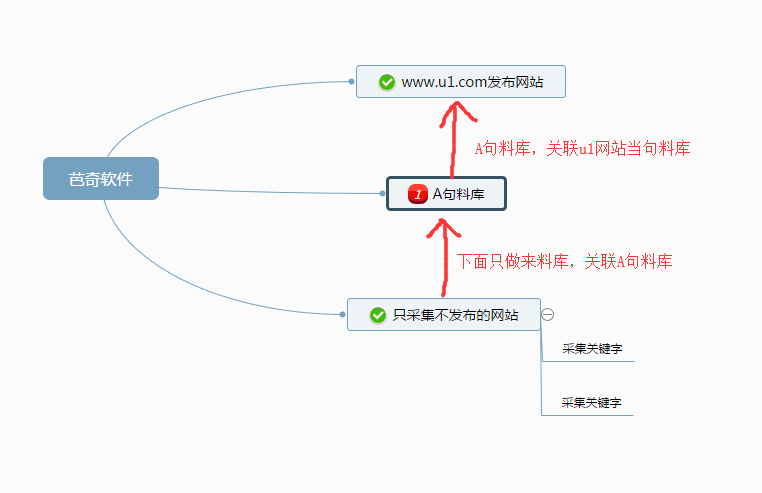 www.u1.com发布网站
A句料库，关联u1网站当句料库
芭奇软件
1 A句料库
下面只做来料库，关联A句料库
只采集不发布的网站
采集关键字
采集关键字